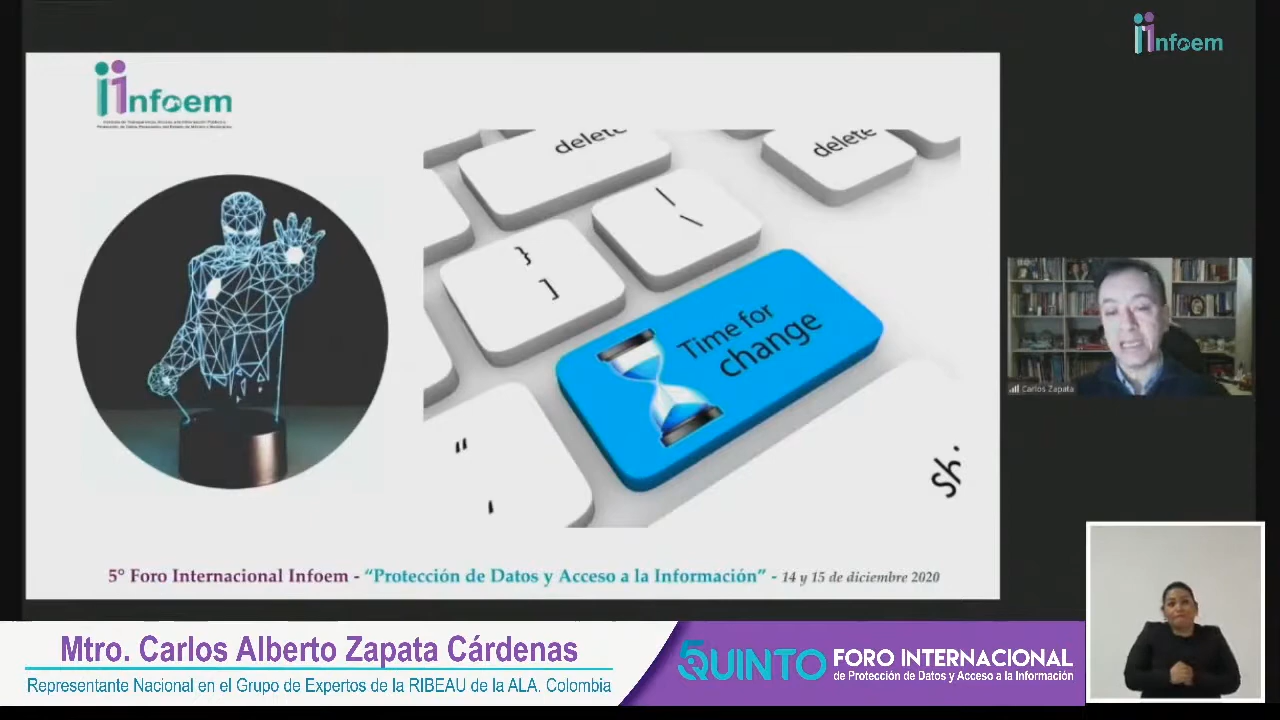 infoem
infoem
delete
delete
}
]
|
\
Time for
change
"
'
5° Foro Internacional Infoem - "Protección de Datos y Acceso a la Información" - 14 y 15 de diciembre 2020
Carlos Zapata
Mtro. Carlos Alberto Zapata Cárdenas
Representante Nacional en el Grupo de Expertos de la RIBEAU de la ALA. Colombia
5QUINTO FORO INTERNACIONAL
de Protección de Datos y Acceso a la Información